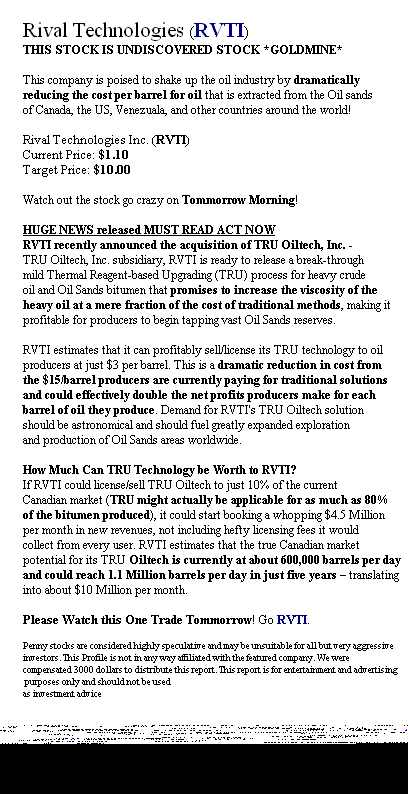 Rival Technologies (RVTI)
THIS STOCK IS UNDISCOVERED STOCK *GOLDMINE*
This company is poised to shake up the oil industry by dramatically
reducing the cost per barrel for oil that is extracted from the Oil sands
of Canada, the US, Venezuala, and other countries around the world!
Rival Technologies Inc. (RVTI)
Current Price: $1.10
Target Price: $10.00
Watch out the stock go crazy on Tommorrow Morning!
HUGE NEWS released MUST READ ACT NOW
RVTI recently announced the acquisition of TRU Oiltech, Inc. -
TRU Oiltech, Inc. subsidiary, RVTI is ready to release a break-through
mild Thermal Reagent-based Upgrading (TRU) process for heavy crude
oil and Oil Sands bitumen that promises to increase the viscosity of the
heavy oil at a mere fraction of the cost of traditional methods, making it
profitable for producers to begin tapping vast Oil Sands reserves.
RVTI estimates that it can profitably sell/license its TRU technology to oil
producers at just $3 per barrel. This is a dramatic reduction in cost from
the $15/barrel producers are currently paying for traditional solutions
and could effectively double the net profits producers make for each
barrel of oil they produce. Demand for RVTI's TRU Oiltech solution
should be astronomical and should fuel greatly expanded exploration
and production of Oil Sands areas worldwide.
How Much Can TRU Technology be Worth to RVTI?
If RVTI could license/sell TRU Oiltech to just 10% of the current
Canadian market (TRU might actually be applicable for as much as 80%
of the bitumen produced), it could start booking a whopping $4.5 Million
per month in new revenues, not including hefty licensing fees it would
collect from every user. RVTI estimates that the true Canadian market
potential for its TRU Oiltech is currently at about 600,000 barrels per day
and could reach 1.1 Million barrels per day in just five years – translating
into about $10 Million per month.
Please Watch this One Trade Tommorrow! Go RVTI.
Penny stocks are considered highly speculative and may be unsuitable for all but very aggressive
investors. This Profile is not in any way affiliated with the featured company. We were
compensated 3000 dollars to distribute this report. This report is for entertainment and advertising
purposes only and should not be used
as investment advice